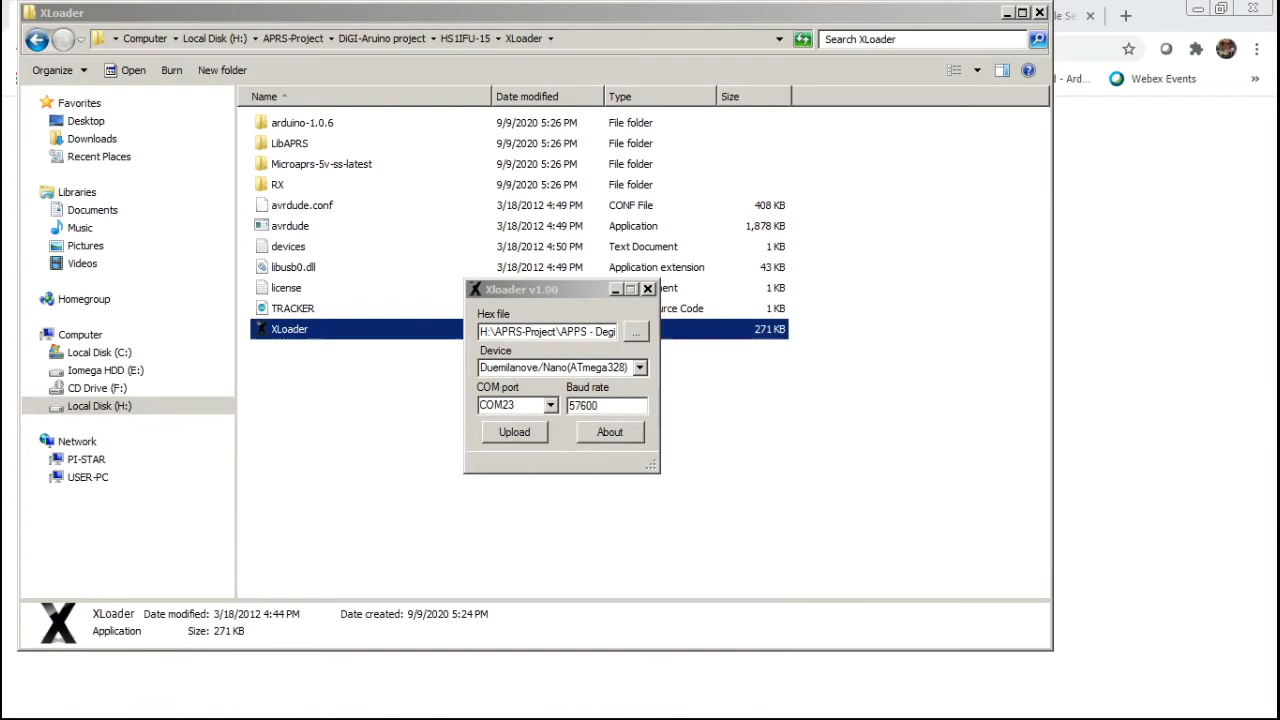 XLoader
le Se
Computer Local Disk (H:) APRS-Project DiGI-Aruino project HS1IFU-15 XLoader
Search XLoader
Organize Open Burn New folder
d - Ard... Webex Events »
Name Date modified Type Size
Favorites
Desktop
Downloads
Recent Places
Libraries
Documents
Music
Pictures
Videos
Homegroup
Computer
Local Disk (C:)
Iomega HDD (E:)
CD Drive (F:)
Local Disk (H:)
Network
PI-STAR
USER-PC
arduino-1.0.6 9/9/2020 5:26 PM File folder
LibAPRS 9/9/2020 5:26 PM File folder
Microaprs-5v-ss-latest 9/9/2020 5:26 PM File folder
RX 9/9/2020 5:26 PM File folder
avrdude.conf 3/18/2012 4:49 PM CONF File 408 KB
avrdude 3/18/2012 4:49 PM Application 1,878 KB
devices 3/18/2012 4:50 PM Text Document 1 KB
libusb0.dll 3/18/2012 4:49 PM Application extension 43 KB
license ment 1 KB
TRACKER urce Code 1 KB
XLoader 271 KB
Xloader v1.00
Hex file
H:\APRS-Project\APPS - Degi ...
Device
Duemilanove/Nano(ATmega328)
COM port Baud rate
COM23 57600
Upload About
XLoader Date modified: 3/18/2012 4:44 PM Date created: 9/9/2020 5:24 PM
Application Size: 271 KB